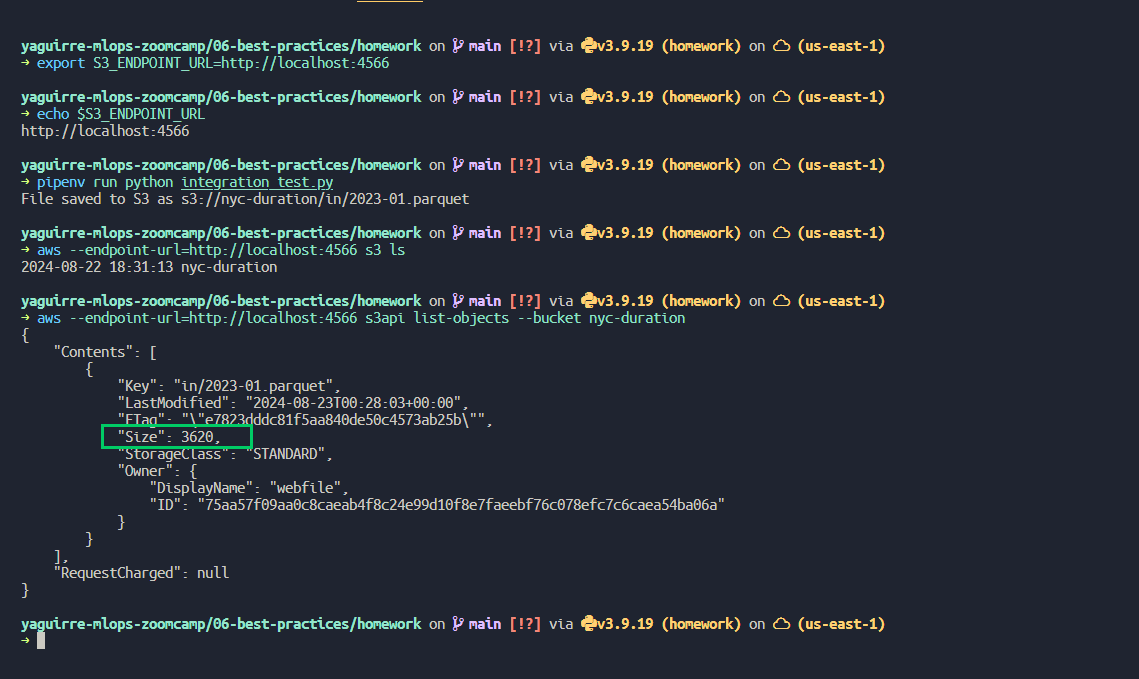 yaguirre-mlops-zoomcamp/06-best-practices/homework on main [!?] via v3.9.19 (homework) on (us-east-1)
→ export S3_ENDPOINT_URL=http://localhost:4566
yaguirre-mlops-zoomcamp/06-best-practices/homework on main [!?] via v3.9.19 (homework) on (us-east-1)
→ echo $S3_ENDPOINT_URL
http://localhost:4566
yaguirre-mlops-zoomcamp/06-best-practices/homework on main [!?] via v3.9.19 (homework) on (us-east-1)
→ pipenv run python integration_test.py
File saved to S3 as s3://nyc-duration/in/2023-01.parquet
yaguirre-mlops-zoomcamp/06-best-practices/homework on main [!?] via v3.9.19 (homework) on (us-east-1)
→ aws --endpoint-url=http://localhost:4566 s3 ls
2024-08-22 18:31:13 nyc-duration
yaguirre-mlops-zoomcamp/06-best-practices/homework on main [!?] via v3.9.19 (homework) on (us-east-1)
→ aws --endpoint-url=http://localhost:4566 s3api list-objects --bucket nyc-duration
{
    "Contents": [
        {
            "Key": "in/2023-01.parquet",
            "LastModified": "2024-08-23T00:28:03+00:00",
            "ETag": "\"e7823dddc81f5aa840de50c4573ab25b\"",
            "Size": 3620,
            "StorageClass": "STANDARD",
            "Owner": {
                "DisplayName": "webfile",
                "ID": "75aa57f09aa0c8caeab4f8c24e99d10f8e7faeebf76c078efc7c6caea54ba06a"
            }
        }
    ],
    "RequestCharged": null
}
yaguirre-mlops-zoomcamp/06-best-practices/homework on main [!?] via v3.9.19 (homework) on (us-east-1)
→